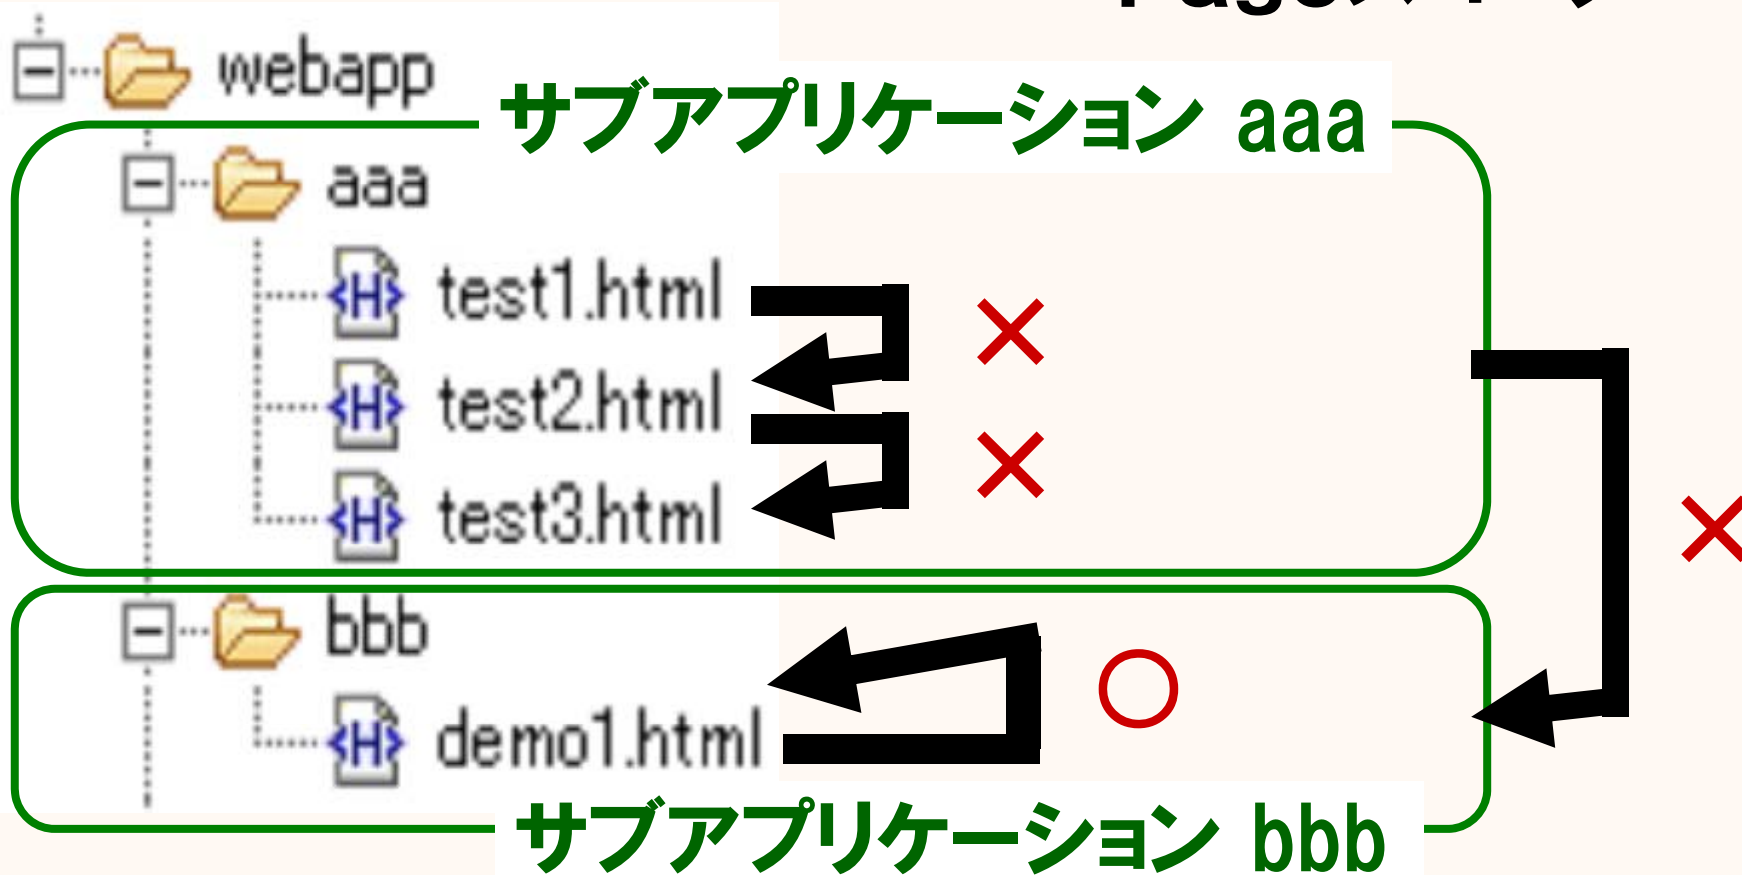 webapp
サブアプリケーション aaa
aaa
test1.html
test2.html
test3.html
bbb
demo1.html
サブアプリケーション bbb